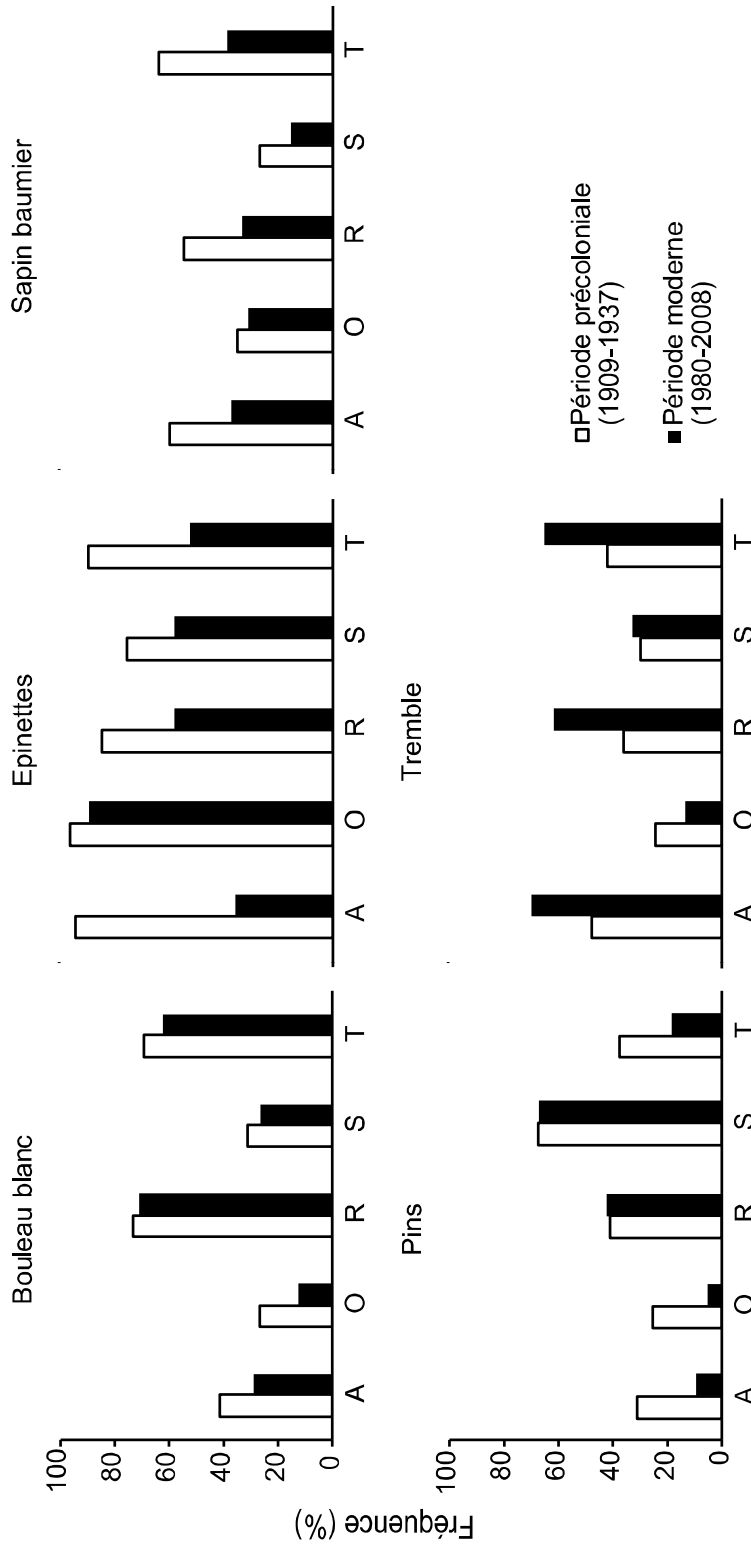 Bouleau blanc
Epinettes
Sapin baumier
Fréquence (%)
100
80
60
40
20
0
A O R S T
A O R S T
A O R S T
Pins
Tremble
100
80
60
40
20
0
A O R S T
A O R S T
Période précoloniale
(1909-1937)
Période moderne
(1980-2008)